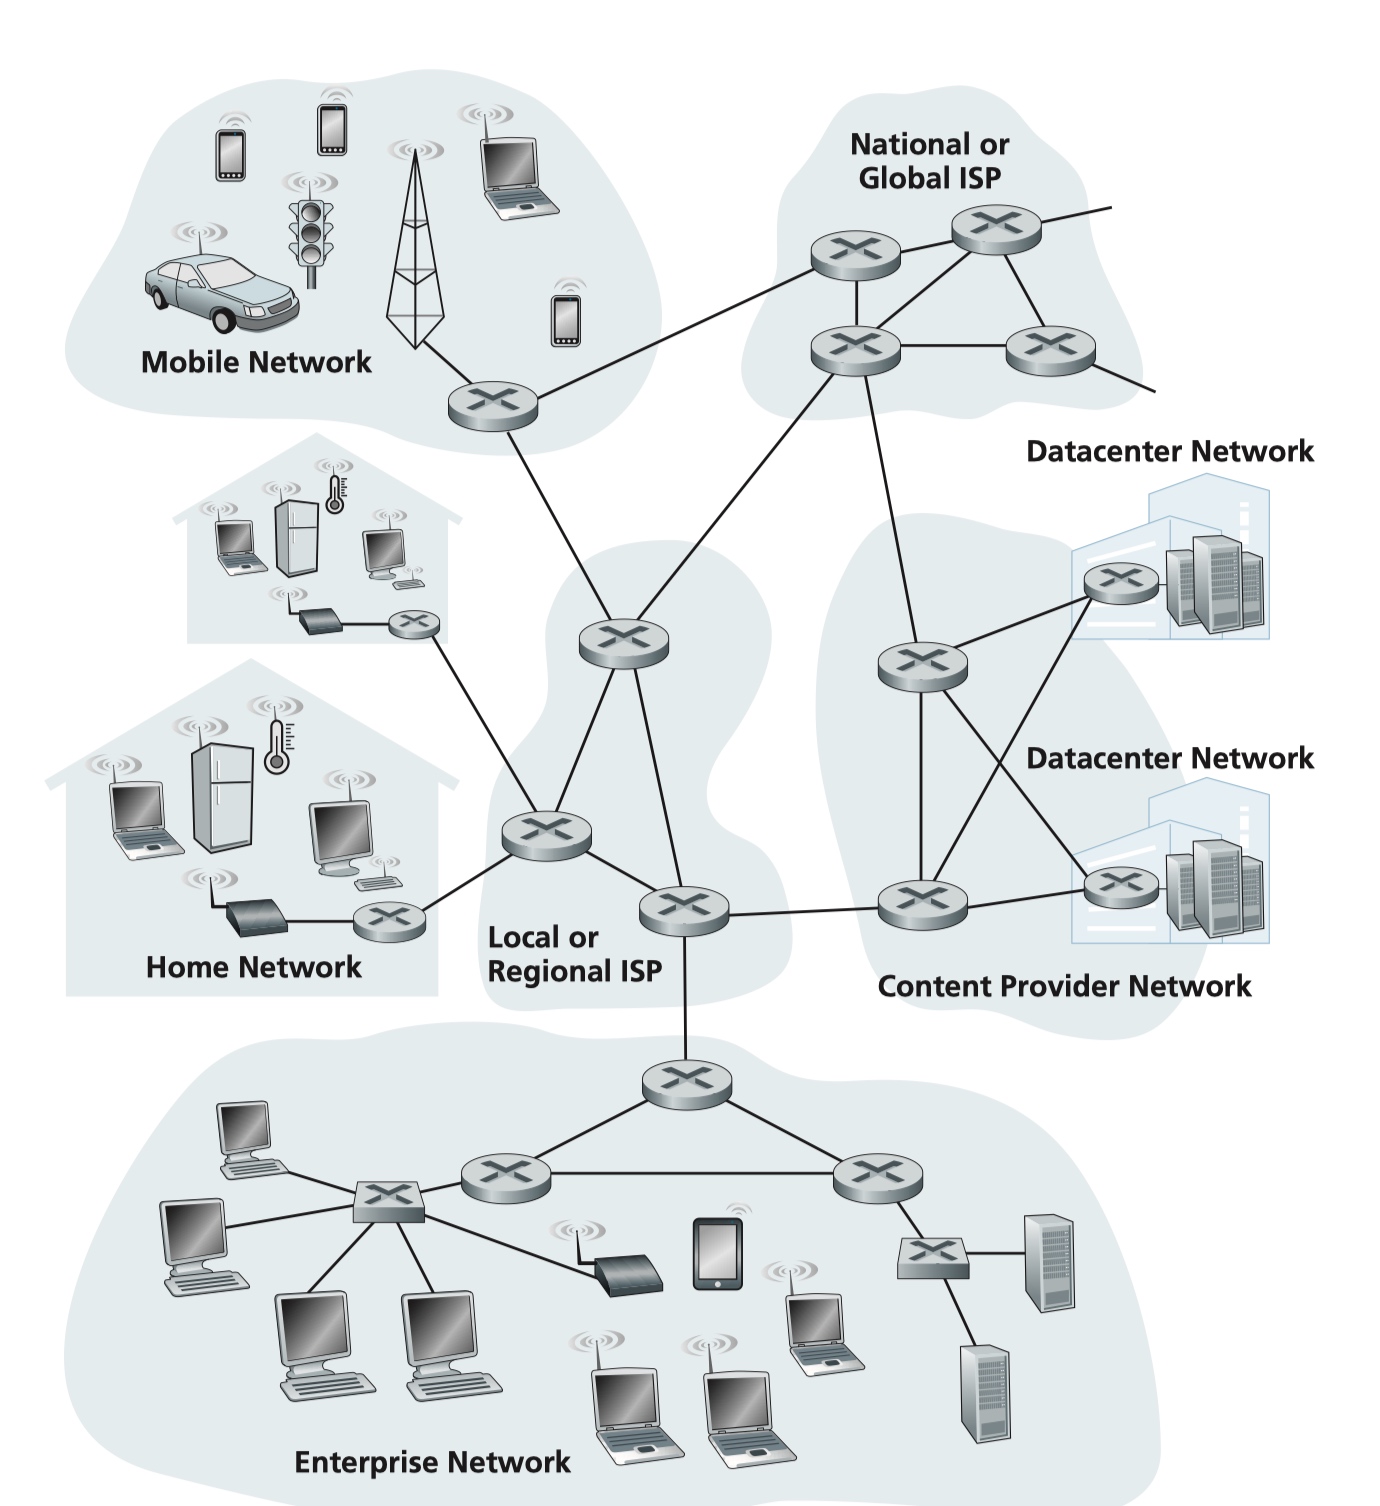 National or
Global ISP
Mobile Network
Datacenter Network
Datacenter Network
Home Network
Local or
Regional ISP
Content Provider Network
Enterprise Network